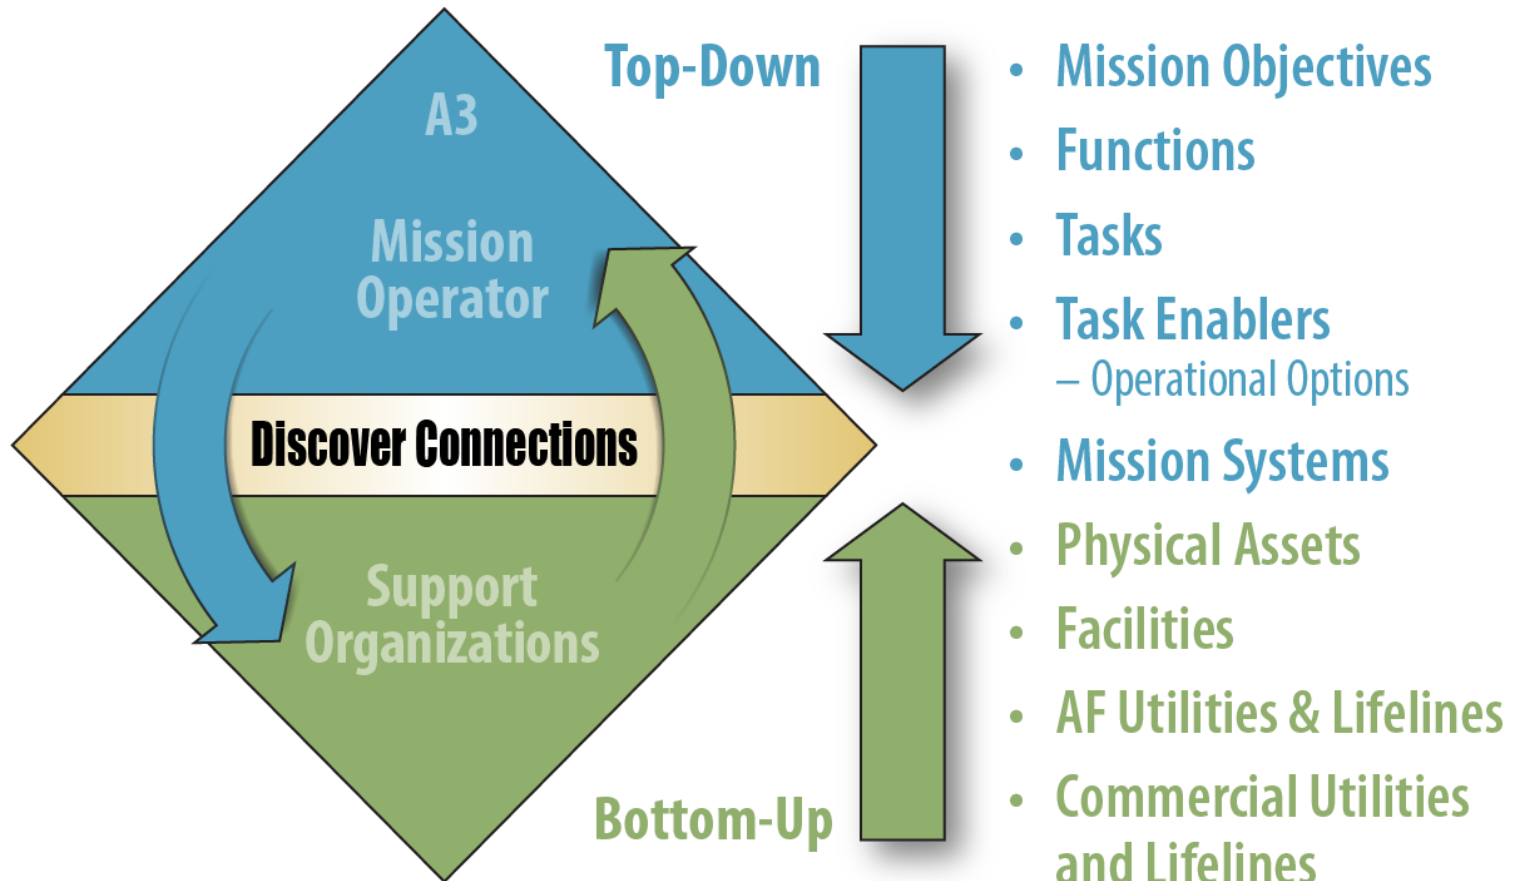 A3
Mission
Operator
Discover Connections
Support
Organizations
Top-Down
Bottom-Up
• Mission Objectives
• Functions
• Tasks
• Task Enablers
– Operational Options
• Mission Systems
• Physical Assets
• Facilities
• AF Utilities & Lifelines
• Commercial Utilities
and Lifelines